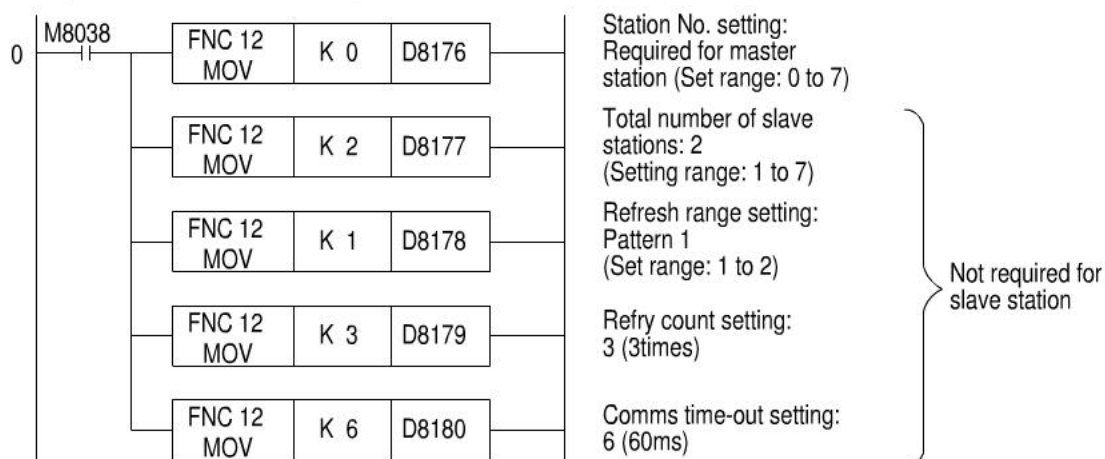 M8038
0
FNC 12
MOV
K 0
D8176
Station No. setting:
Required for master
station (Set range: 0 to 7)
FNC 12
MOV
K 2
D8177
Total number of slave
stations: 2
(Setting range: 1 to 7)
FNC 12
MOV
K 1
D8178
Refresh range setting:
Pattern 1
(Set range: 1 to 2)
Not required for
slave station
FNC 12
MOV
K 3
D8179
Refry count setting:
3 (3times)
FNC 12
MOV
K 6
D8180
Comms time-out setting:
6 (60ms)